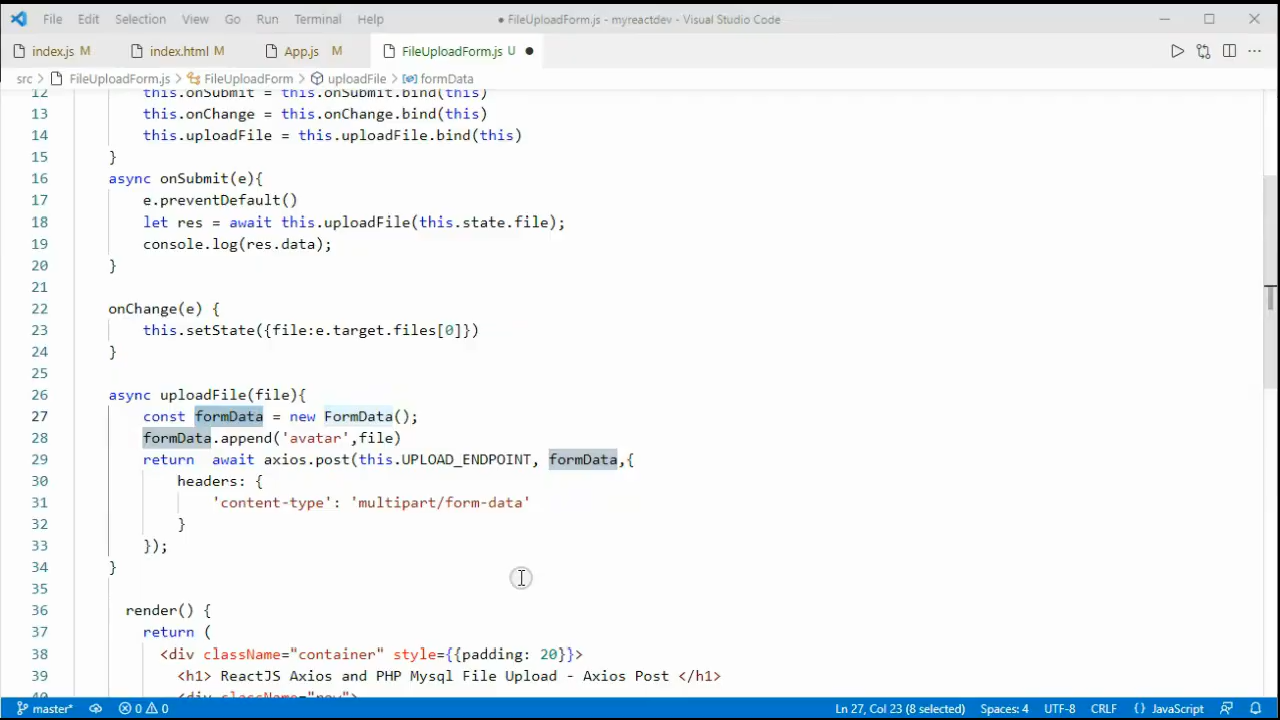 File Edit Selection View Go Run Terminal Help ● FileUploadForm.js - myreactdev - Visual Studio Code
index.js M index.html M App.js M FileUploadForm.js U ●
src > FileUploadForm.js > FileUploadForm > uploadFile > formData
12 this.onSubmit = this.onSubmit.bind(this)
13 this.onChange = this.onChange.bind(this)
14 this.uploadFile = this.uploadFile.bind(this)
15 }
16 async onSubmit(e){
17 e.preventDefault()
18 let res = await this.uploadFile(this.state.file);
19 console.log(res.data);
20 }
21
22 onChange(e) {
23 this.setState({file:e.target.files[0]})
24 }
25
26 async uploadFile(file){
27 const formData = new FormData();
28 formData.append('avatar',file)
29 return  await axios.post(this.UPLOAD_ENDPOINT, formData,{
30 headers: {
31 'content-type': 'multipart/form-data'
32 }
33 });
34 }
35
36 render() {
37 return (
38 <div className="container" style={{padding: 20}}>
39 <h1> ReactJS Axios and PHP Mysql File Upload - Axios Post </h1>
40 <div className="row">
master* 0 0 Ln 27, Col 23 (8 selected) Spaces: 4 UTF-8 CRLF {} JavaScript